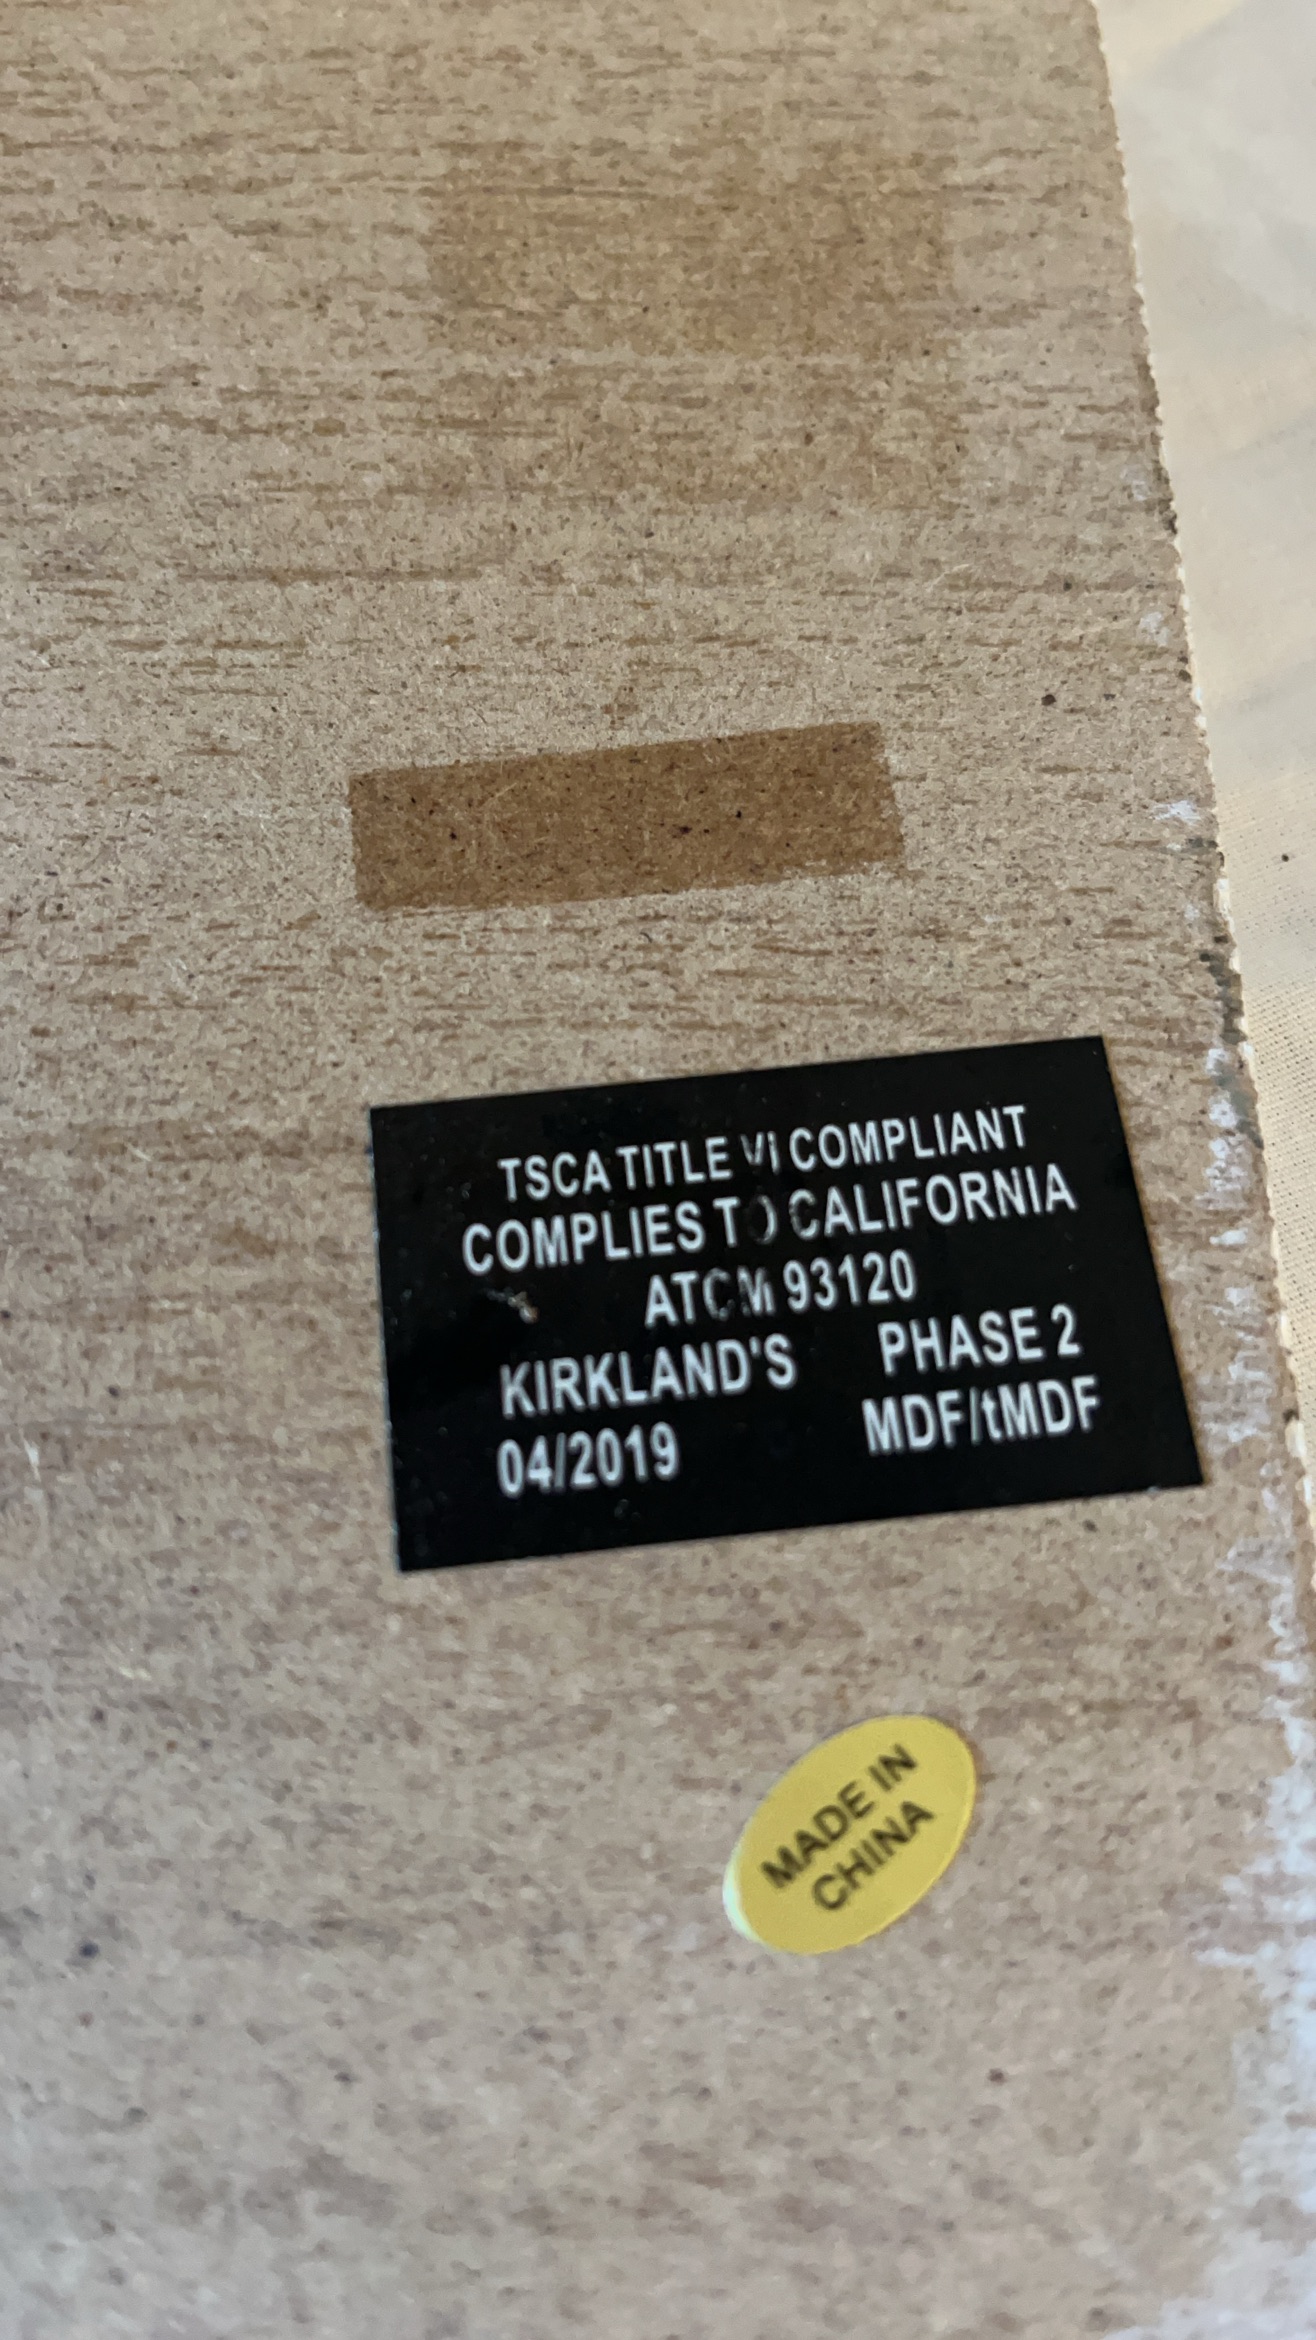 TSCA TITLE VI COMPLIANT
COMPLIES TO CALIFORNIA
ATCM 93120
KIRKLAND'S PHASE 2
04/2019 MDF/tMDF
MADE IN
CHINA